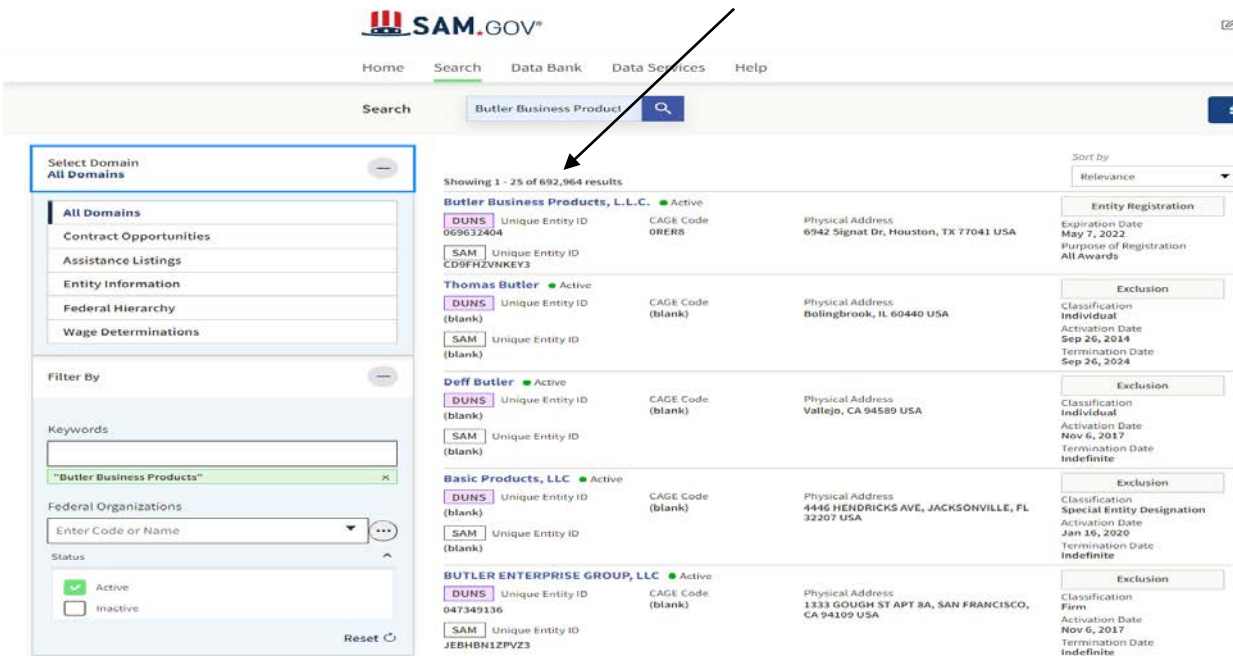 SAM.GOV®
Home Search Data Bank Data Services Help
Search Butler Business Product
Select Domain
All Domains
All Domains
Contract Opportunities
Assistance Listings
Entity Information
Federal Hierarchy
Wage Determinations
Filter By
Keywords
"Butler Business Products" ×
Federal Organizations
Enter Code or Name
Status
Active
Inactive
Reset
Sort by
Relevance
Showing 1 - 25 of 692,964 results
Butler Business Products, L.L.C. Active
DUNS Unique Entity ID
069632404
SAM Unique Entity ID
CD9FHZVNKEY3
CAGE Code
0RER8
Physical Address
6942 Signat Dr, Houston, TX 77041 USA
Entity Registration
Expiration Date
May 7, 2022
Purpose of Registration
All Awards
Thomas Butler Active
DUNS Unique Entity ID
(blank)
SAM Unique Entity ID
(blank)
CAGE Code
(blank)
Physical Address
Bolingbrook, IL 60440 USA
Exclusion
Classification
Individual
Activation Date
Sep 26, 2014
Termination Date
Sep 26, 2024
Deff Butler Active
DUNS Unique Entity ID
(blank)
SAM Unique Entity ID
(blank)
CAGE Code
(blank)
Physical Address
Vallejo, CA 94589 USA
Exclusion
Classification
Individual
Activation Date
Nov 6, 2017
Termination Date
Indefinite
Basic Products, LLC Active
DUNS Unique Entity ID
(blank)
SAM Unique Entity ID
(blank)
CAGE Code
(blank)
Physical Address
4446 HENDRICKS AVE, JACKSONVILLE, FL
32207 USA
Exclusion
Classification
Special Entity Designation
Activation Date
Jan 16, 2020
Termination Date
Indefinite
BUTLER ENTERPRISE GROUP, LLC Active
DUNS Unique Entity ID
047349136
SAM Unique Entity ID
JEBHBN1ZPVZ3
CAGE Code
(blank)
Physical Address
1333 GOUGH ST APT 8A, SAN FRANCISCO,
CA 94109 USA
Exclusion
Classification
Firm
Activation Date
Nov 6, 2017
Termination Date
Indefinite